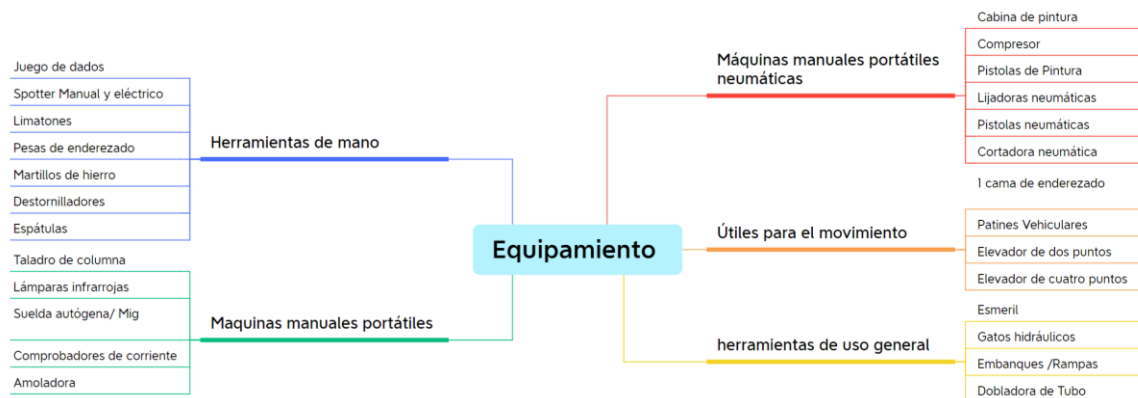 Equipamiento
Herramientas de mano
Juego de dados
Spotter Manual y eléctrico
Limatones
Pesas de enderezado
Martillos de hierro
Destornilladores
Espátulas
Maquinas manuales portátiles
Taladro de columna
Lámparas infrarrojas
Suelda autógena/ Mig
Comprobadores de corriente
Amoladora
Máquinas manuales portátiles
neumáticas
Cabina de pintura
Compresor
Pistolas de Pintura
Lijadoras neumáticas
Pistolas neumáticas
Cortadora neumática
Útiles para el movimiento
1 cama de enderezado
Patines Vehiculares
Elevador de dos puntos
Elevador de cuatro puntos
herramientas de uso general
Esmeril
Gatos hidráulicos
Embanques /Rampas
Dobladora de Tubo